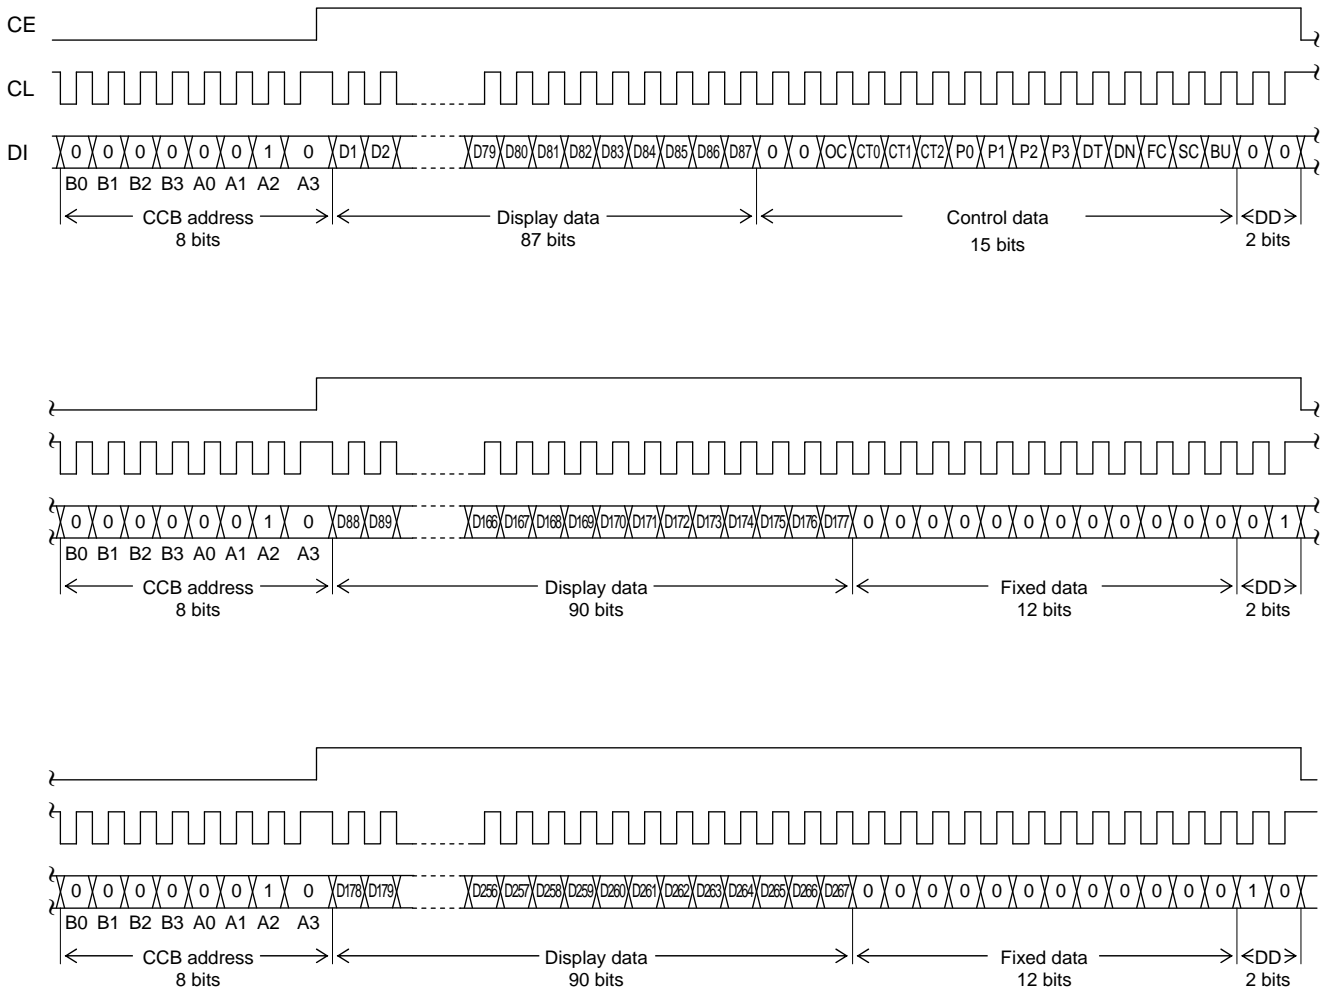 CE
CL
DI 0 0 0 0 0 0 1 0 D1 D2 D79 D80 D81 D82 D83 D84 D85 D86 D87 0 0 OC CT0 CT1 CT2 P0 P1 P2 P3 DT DN FC SC BU 0 0
B0 B1 B2 B3 A0 A1 A2 A3
CCB address Display data Control data DD
8 bits 87 bits 15 bits 2 bits
0 0 0 0 0 0 1 0 D88 D89 D166 D167 D168 D169 D170 D171 D172 D173 D174 D175 D176 D177 0 0 0 0 0 0 0 0 0 0 0 0 0 1
B0 B1 B2 B3 A0 A1 A2 A3
CCB address Display data Fixed data DD
8 bits 90 bits 12 bits 2 bits
0 0 0 0 0 0 1 0 D178 D179 D256 D257 D258 D259 D260 D261 D262 D263 D264 D265 D266 D267 0 0 0 0 0 0 0 0 0 0 0 0 1 0
B0 B1 B2 B3 A0 A1 A2 A3
CCB address Display data Fixed data DD
8 bits 90 bits 12 bits 2 bits